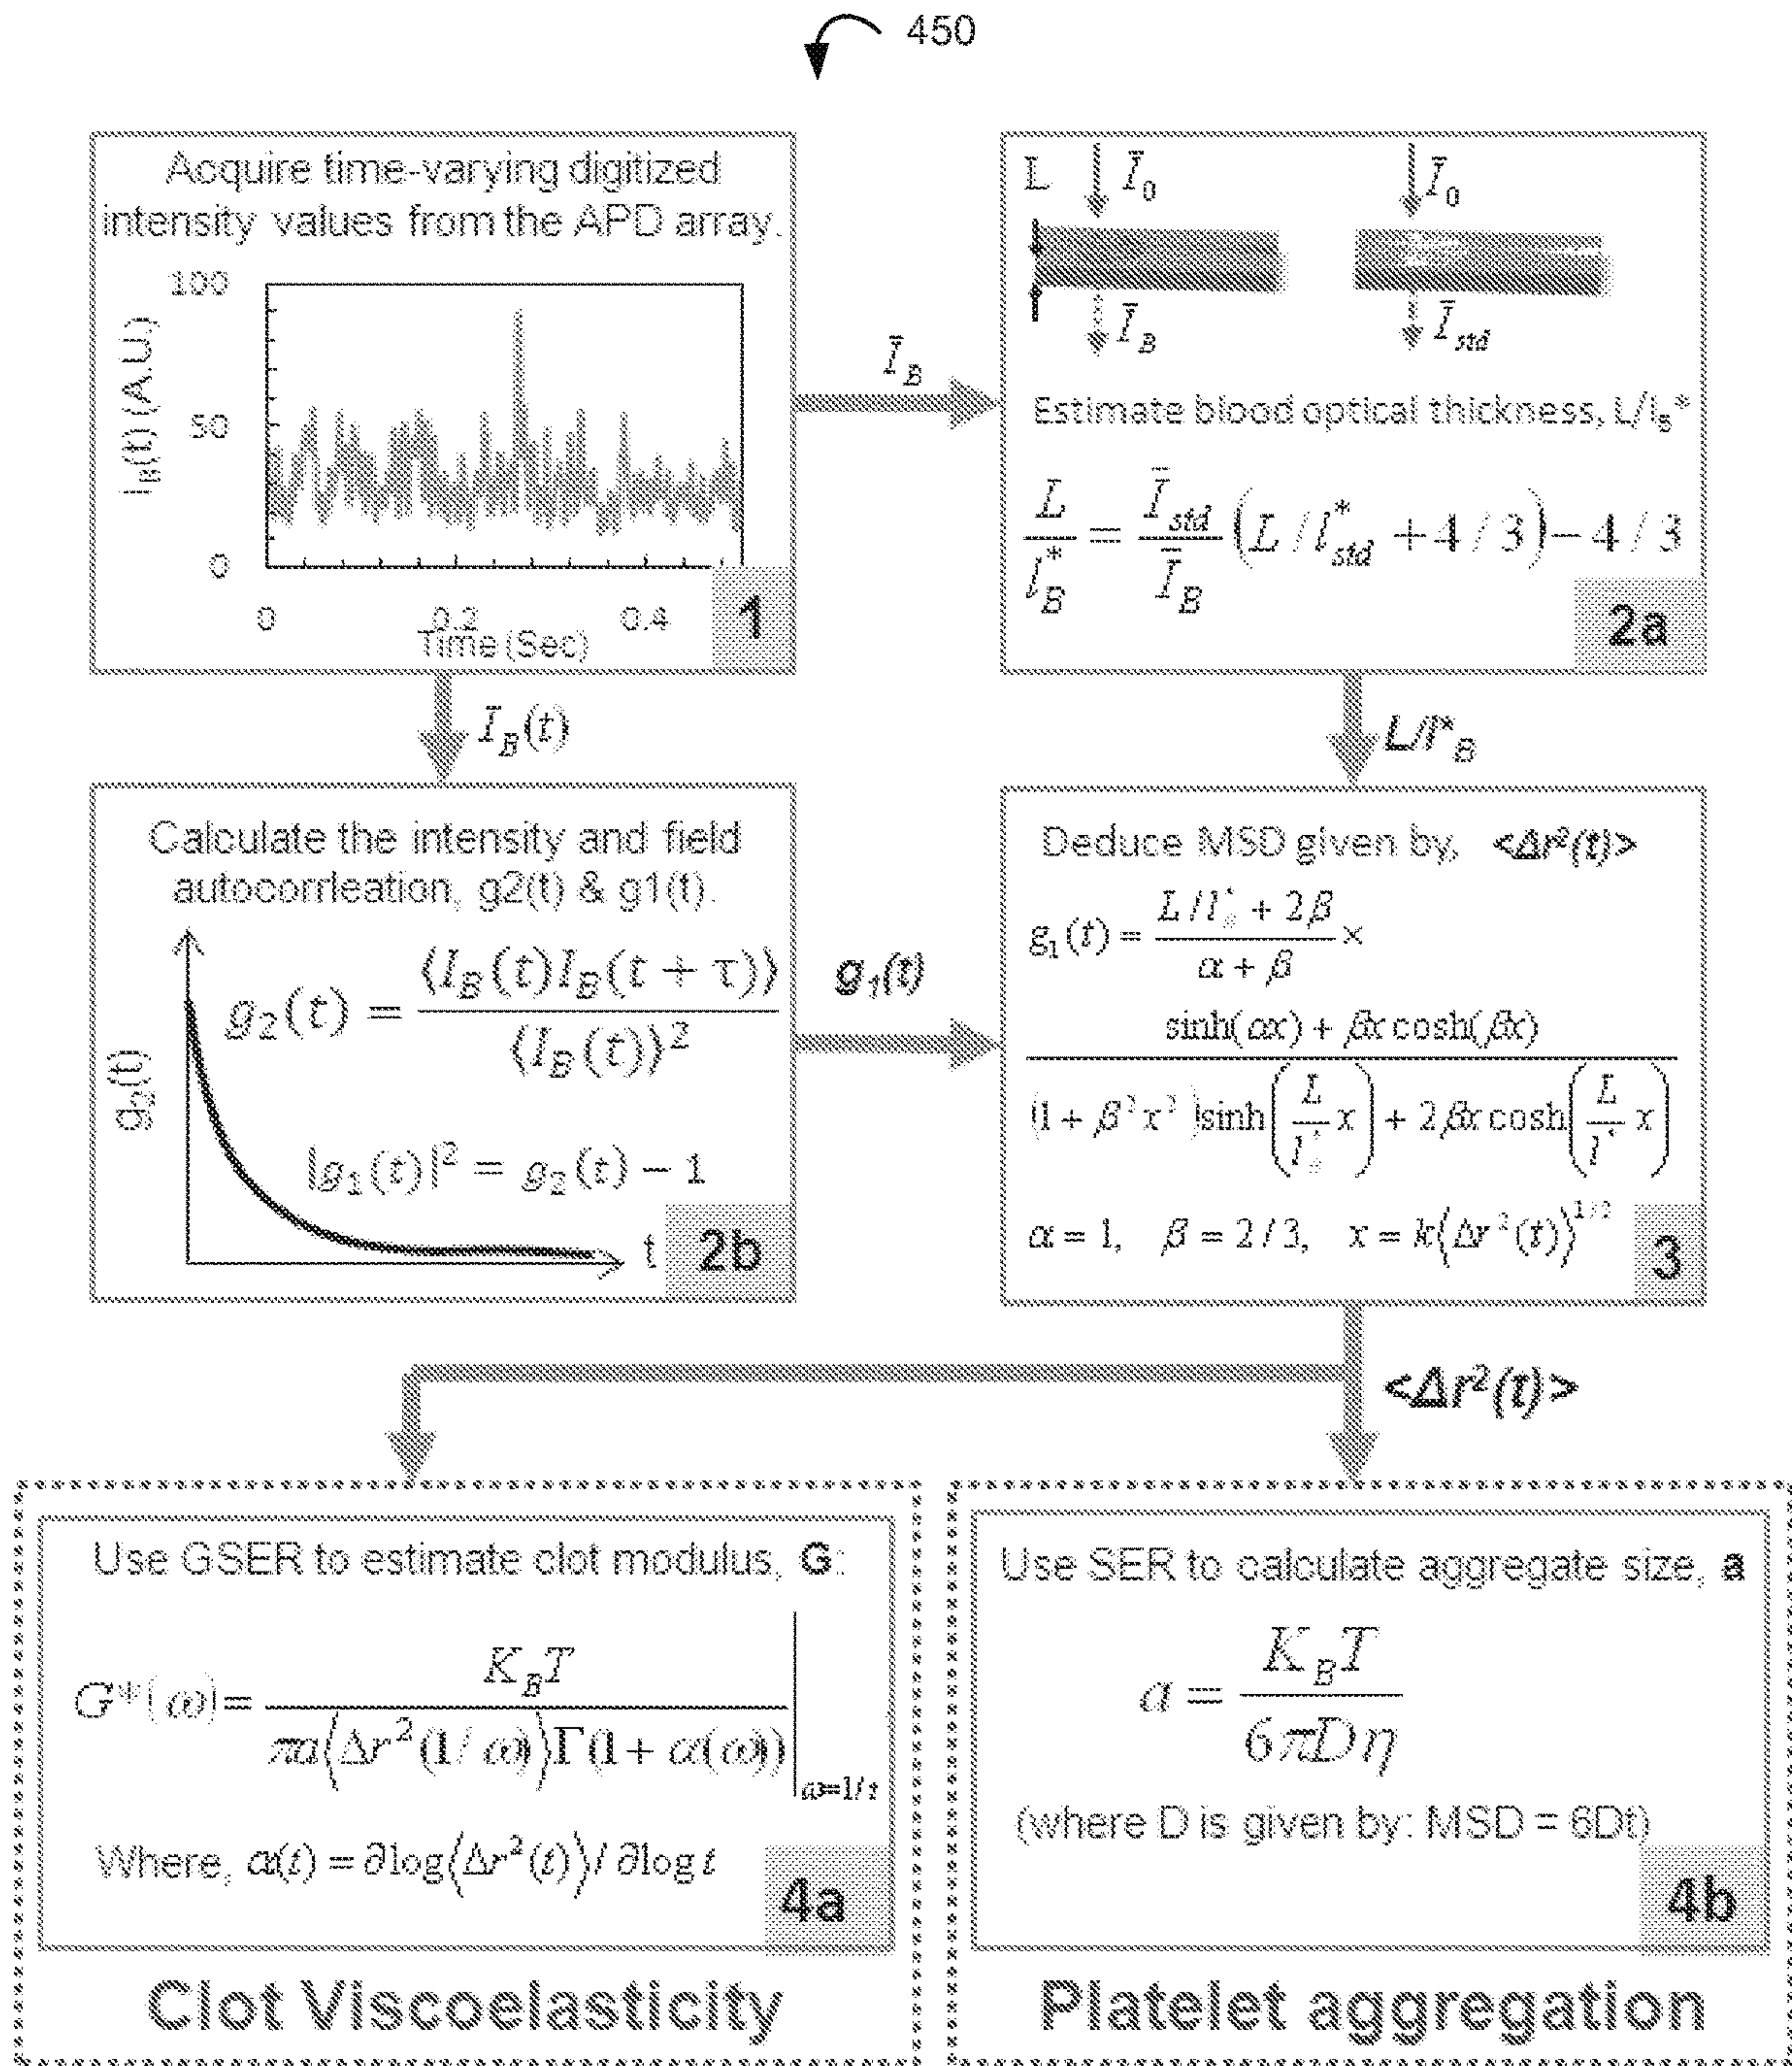 450
Acquire time-varying digitized
intensity values from the APD array.
100
50
0
I_B(t) (A.U.)
0 0.2 0.4
Time (Sec)
1
Ī_B
L Ī_0 Ī_0
Ī_B Ī_std
Estimate blood optical thickness, L/l_B*
L/l*_B = Ī_std/Ī_B (L/l*_std + 4/3) − 4/3
2a
Ī_B(t)
L/l*_B
Calculate the intensity and field
autocorrleation, g2(t) & g1(t).
g_2(t) = ⟨I_B(t)I_B(t + τ)⟩ / ⟨I_B(t)⟩²
|g_1(t)|² = g_2(t) − 1
g_2(t)
t
2b
g_1(t)
Deduce MSD given by, <Δr²(t)>
g_1(t) = (L/l*_B + 2β)/(α + β) ×
sinh(αx) + βx cosh(βx)
(1 + β²x²) sinh(L/l*_B x) + 2βx cosh(L/l* x)
α = 1, β = 2/3, x = k⟨Δr²(t)⟩^1/2
3
<Δr²(t)>
Use GSER to estimate clot modulus, G:
G*(ω) = K_BT / πa⟨Δr²(1/ω)⟩Γ(1 + α(ω)) |ω=1/t
Where, α(t) = ∂log⟨Δr²(t)⟩/ ∂log t
4a
Clot Viscoelasticity
Use SER to calculate aggregate size, a
a = K_BT / 6πDη
(where D is given by: MSD = 6Dt)
4b
Platelet aggregation